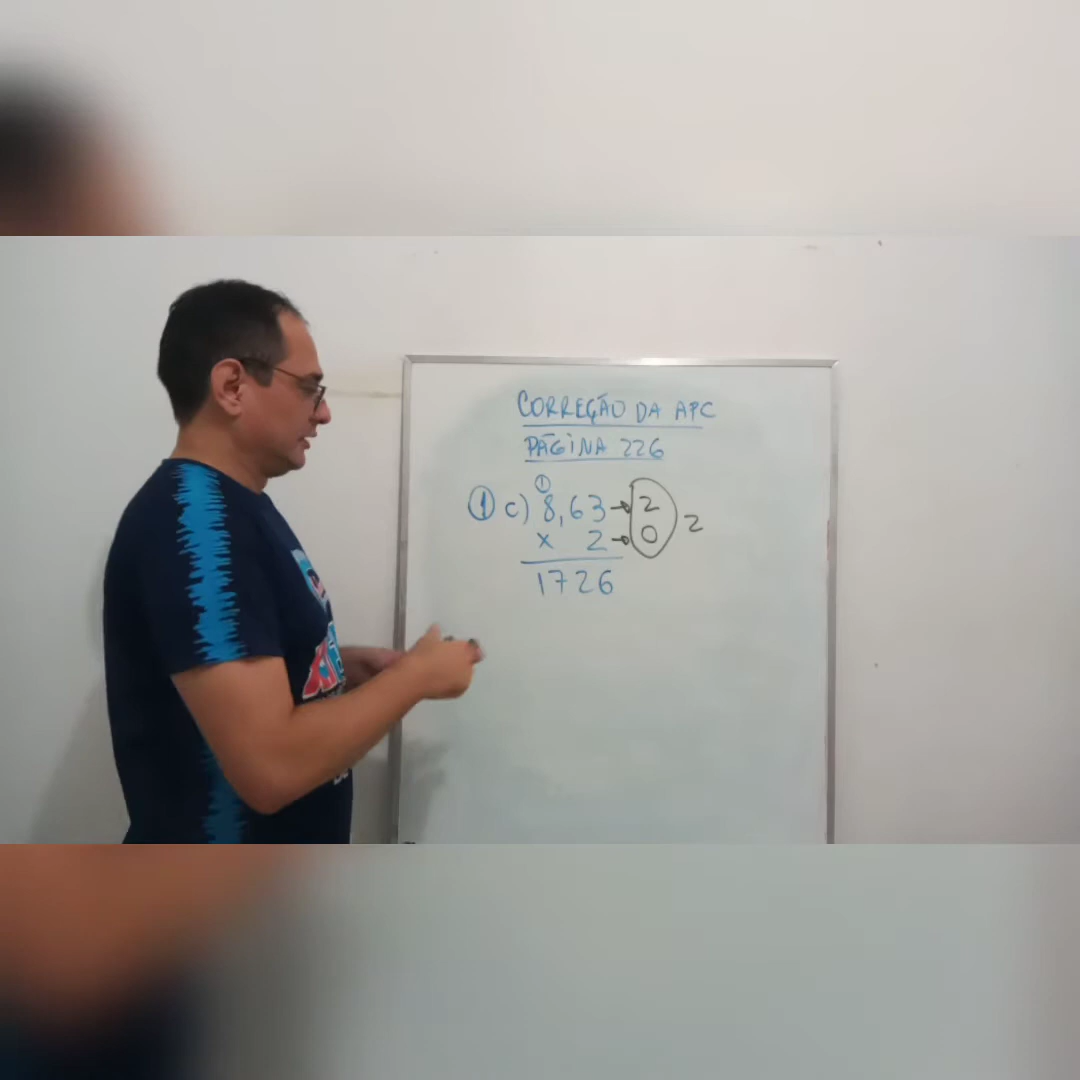 CORREÇÃO DA APC
PÁGINA 226
①
① c) 8,63 → 2
x 2 → 0 2
1726